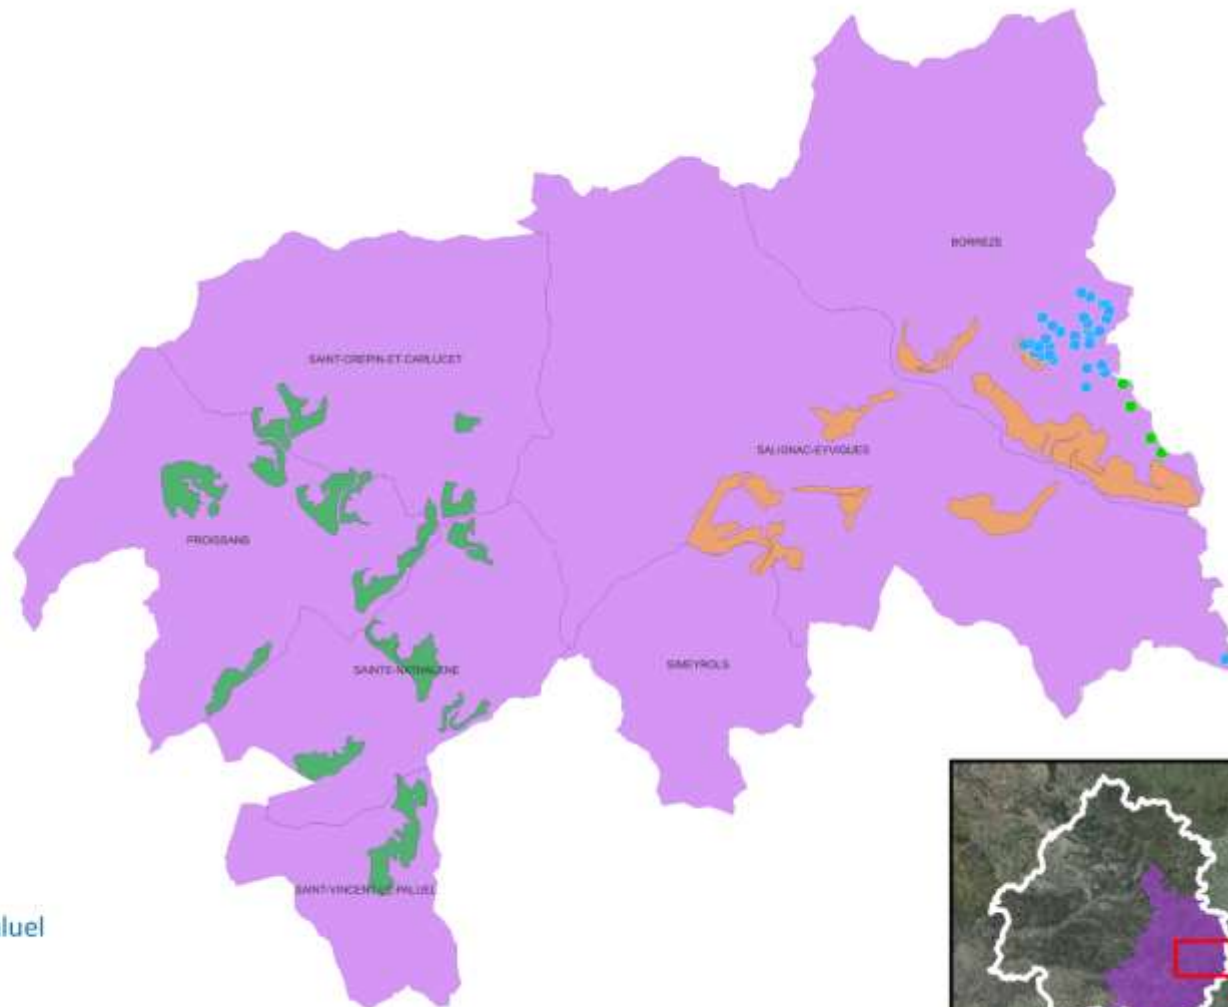 BORREZE
SAINT-CREPIN-ET-CARLUCET
SALIGNAC-EYVIGUES
PROISSANS
SIMEYROLS
SAINTE-NATHALENE
SAINT-VINCENT-LE-PALUEL
luel